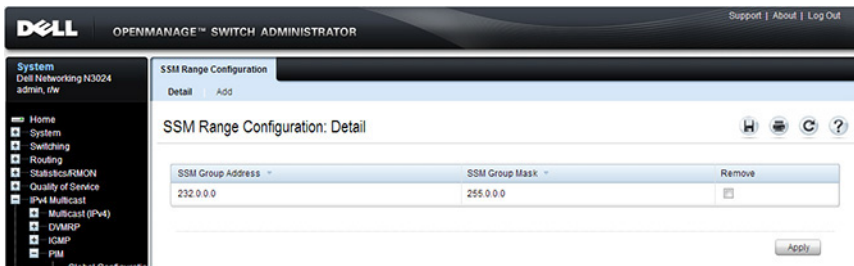 Support | About | Log Out
DELL
OPENMANAGE™ SWITCH ADMINISTRATOR
System
Dell Networking N3024
admin, r/w
Home
System
Switching
Routing
Statistics/RMON
Quality of Service
IPv4 Multicast
Multicast (IPv4)
DVMRP
IGMP
PIM
SSM Range Configuration
Detail Add
SSM Range Configuration: Detail
SSM Group Address SSM Group Mask Remove
232.0.0.0 255.0.0.0
Apply